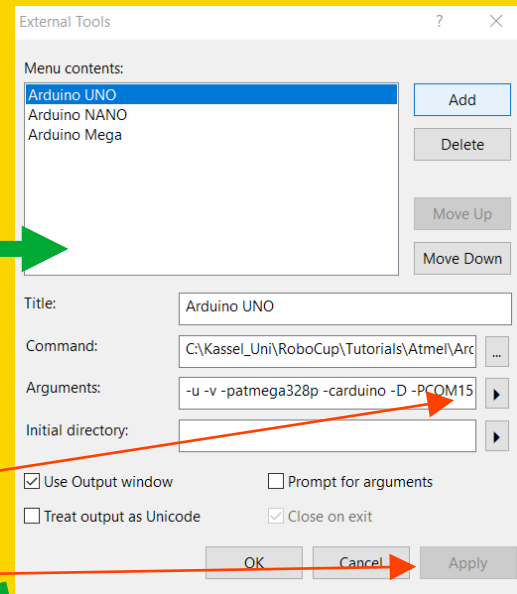 External Tools ? ×
Menu contents:
Arduino UNO
Arduino NANO
Arduino Mega
Add
Delete
Move Up
Move Down
Title: Arduino UNO
Command: C:\Kassel_Uni\RoboCup\Tutorials\Atmel\Arc ...
Arguments: -u -v -patmega328p -carduino -D -PCOM15
Initial directory:
Use Output window Prompt for arguments
Treat output as Unicode Close on exit
OK Cancel Apply